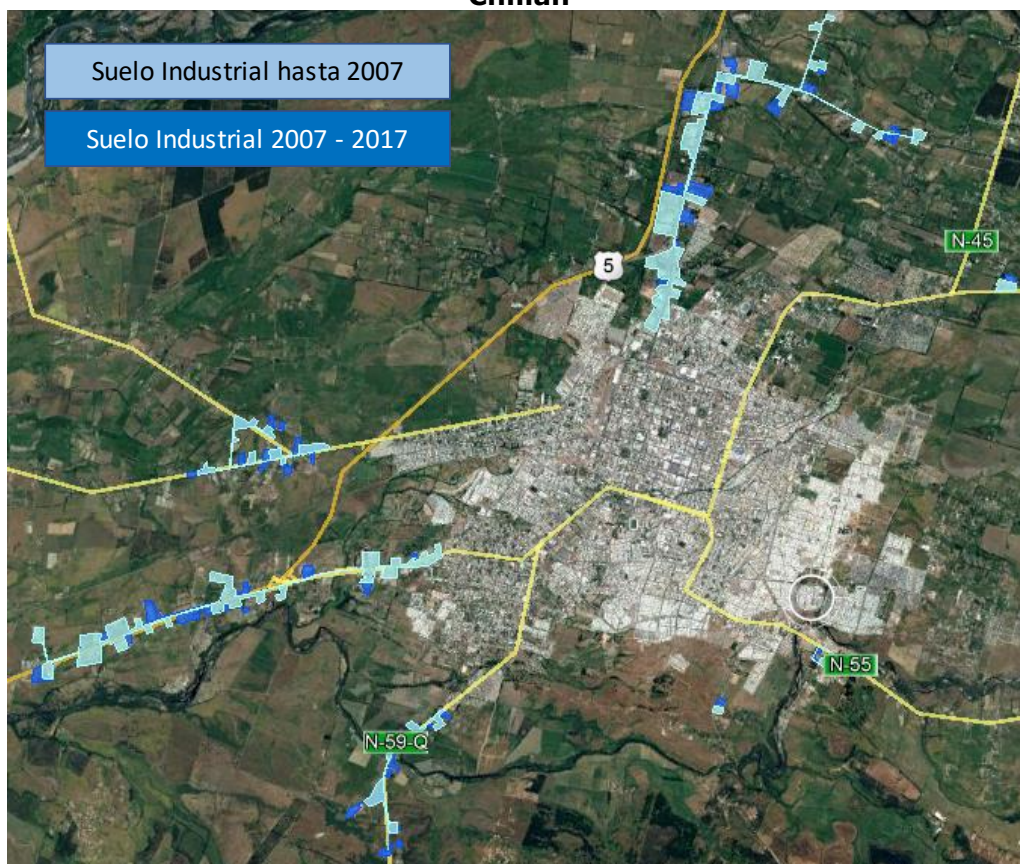 Chillán
Suelo Industrial hasta 2007
Suelo Industrial 2007 - 2017
N-45
5
N-55
N-59-Q